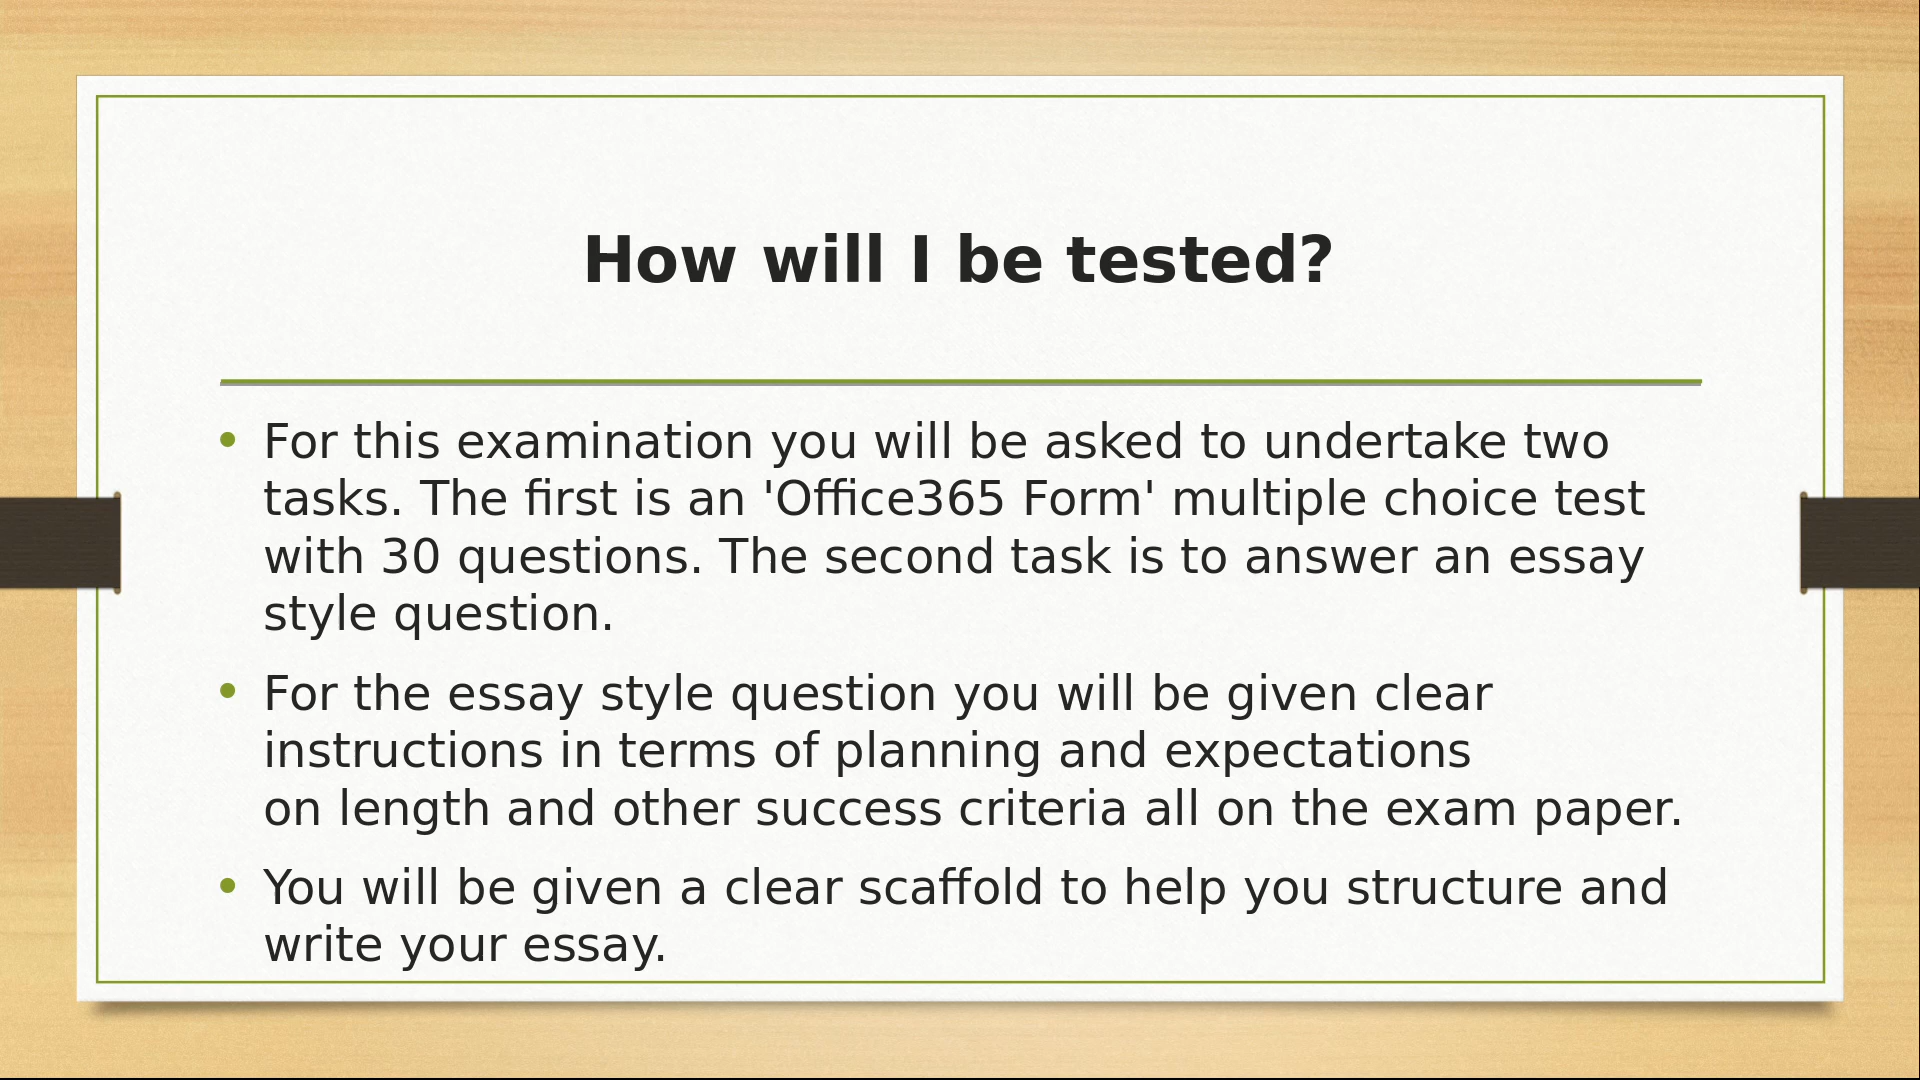 How will I be tested?
• For this examination you will be asked to undertake two
tasks. The first is an 'Office365 Form' multiple choice test
with 30 questions. The second task is to answer an essay
style question.
• For the essay style question you will be given clear
instructions in terms of planning and expectations
on length and other success criteria all on the exam paper.
• You will be given a clear scaffold to help you structure and
write your essay.